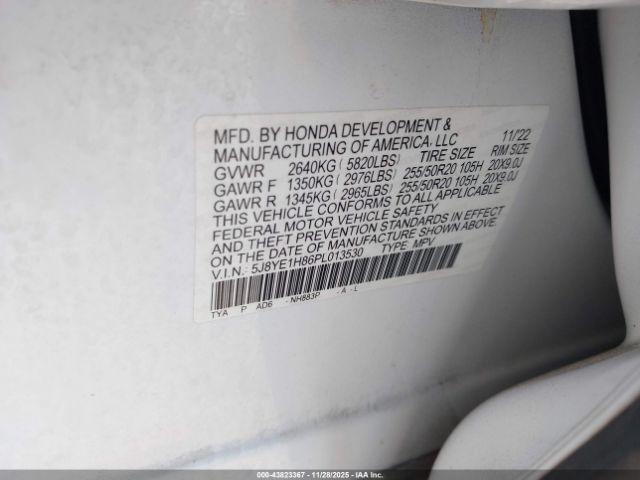 MFD. BY HONDA DEVELOPMENT &
MANUFACTURING OF AMERICA, LLC 11/22
GVWR 2640KG (5820LBS) TIRE SIZE RIM SIZE
GAWR F 1350KG (2976LBS) 255/50R20 105H 20X9.0J
GAWR R 1345KG (2965LBS) 255/50R20 105H 20X9.0J
THIS VEHICLE CONFORMS TO ALL APPLICABLE
FEDERAL MOTOR VEHICLE SAFETY
AND THEFT PREVENTION STANDARDS IN EFFECT
ON THE DATE OF MANUFACTURE SHOWN ABOVE.
V.I.N.: 5J8YE1H86PL013530 TYPE: MPV
TYA P AD6 -NH883P -A -L
000-43823367 - 11/28/2025 - IAA Inc.